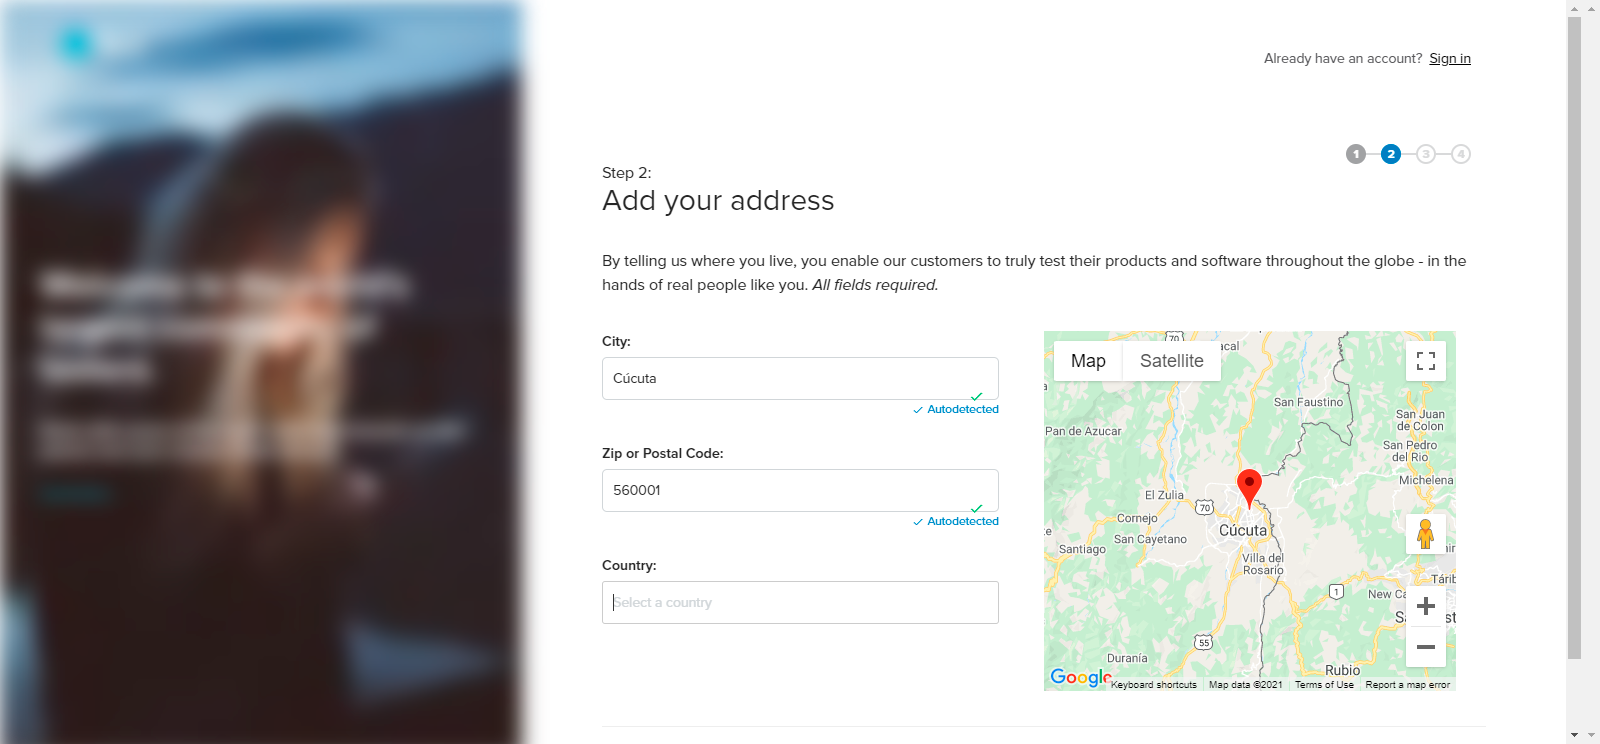 Already have an account? Sign in
1 2 3 4
Step 2:
Add your address
By telling us where you live, you enable our customers to truly test their products and software throughout the globe - in the
hands of real people like you. All fields required.
City:
Cúcuta
Autodetected
Zip or Postal Code:
560001
Autodetected
Country:
Select a country
Map Satellite
70
acal
San Faustino
San Juan
de Colon
Pan de Azucar
San Pedro
del Rio
Michelena
El Zulia
70
Cornejo
Cúcuta
San Cayetano
Santiago
Villa del
Rosario
Tárib
1
New Ca
55
Durania
Rubio
Google
Keyboard shortcuts Map data ©2021 Terms of Use Report a map error